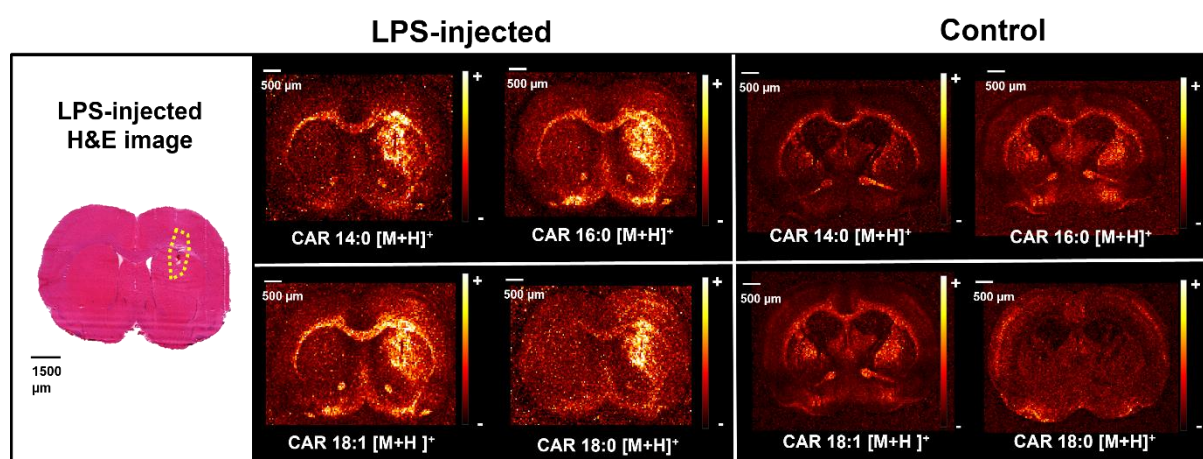 LPS-injected
Control
LPS-injected
H&E image
1500
µm
500 µm
+
-
CAR 14:0 [M+H]⁺
500 µm
+
-
CAR 16:0 [M+H]⁺
500 µm
+
-
CAR 14:0 [M+H]⁺
500 µm
+
-
CAR 16:0 [M+H]⁺
500 µm
+
-
CAR 18:1 [M+H ]⁺
500 µm
+
-
CAR 18:0 [M+H]⁺
500 µm
+
-
CAR 18:1 [M+H ]⁺
500 µm
+
-
CAR 18:0 [M+H]⁺